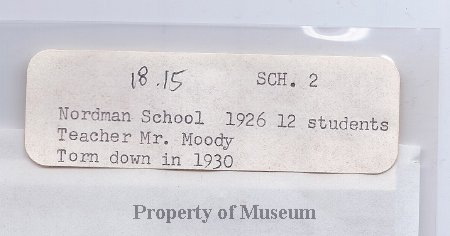 18.15 SCH. 2
Nordman School 1926 12 students
Teacher Mr. Moody
Torn down in 1930
Property of Museum